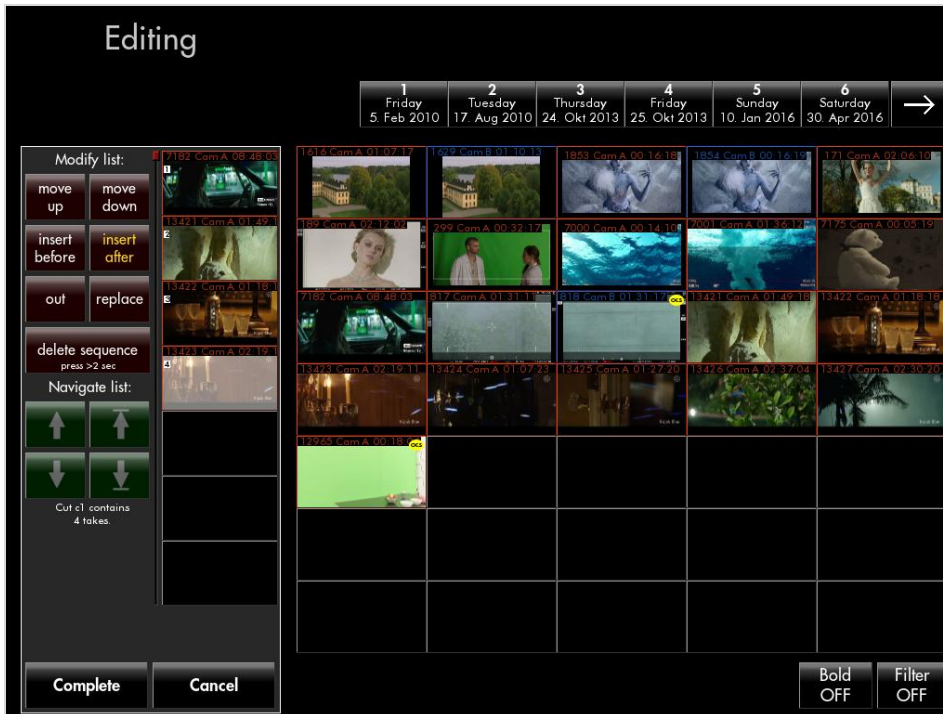 Editing
1
Friday
5. Feb 2010
2
Tuesday
17. Aug 2010
3
Thursday
24. Okt 2013
4
Friday
25. Okt 2013
5
Sunday
10. Jan 2016
6
Saturday
30. Apr 2016
Modify list:
move
up
move
down
insert
before
insert
after
out
replace
delete sequence
press >2 sec
Navigate list:
Cut c1 contains
4 takes.
7182 Cam A 08:48:03
1
13421 Cam A 01:49:1
2
13422 Cam A 01:18:1
3
13423 Cam A 02:19:1
4
1616 Cam A 01:07:17
1629 Cam B 01:10:13
1853 Cam A 00:16:18
1854 Cam B 00:16:19
171 Cam A 02:06:10
189 Cam A 02:12:02
299 Cam A 00:32:17
7000 Cam A 00:14:10
7001 Cam A 01:36:12
7175 Cam A 00:05:19
7182 Cam A 08:48:03
817 Cam A 01:31:11
818 Cam B 01:31:12
13421 Cam A 01:49:18
13422 Cam A 01:18:18
13423 Cam A 02:19:11
13424 Cam A 01:07:23
13425 Cam A 01:27:20
13426 Cam A 02:37:04
13427 Cam A 02:30:20
12965 Cam A 00:18:
Complete
Cancel
Bold
OFF
Filter
OFF